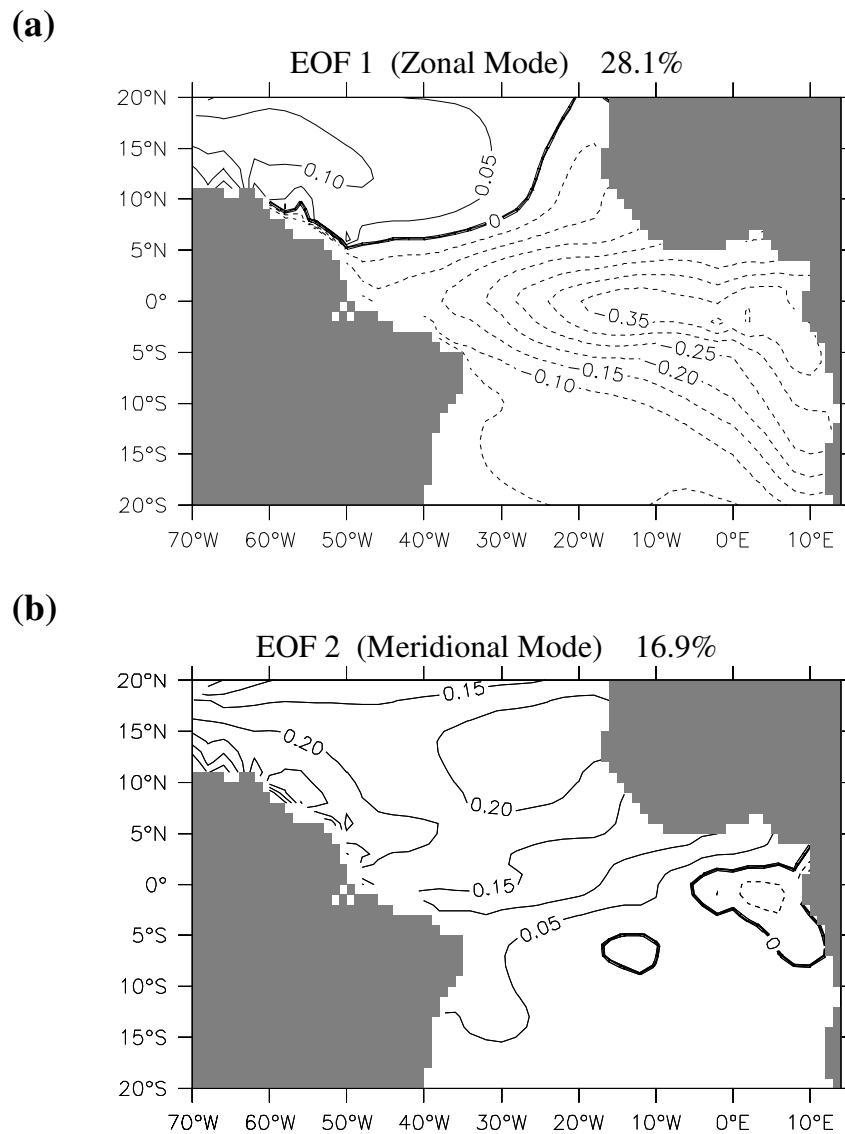 (a)
EOF 1 (Zonal Mode) 28.1%
20°N
15°N
10°N
5°N
0°
5°S
10°S
15°S
20°S
0.10
0.05
0
-0.35
-0.25
-0.20
-0.15
-0.10
70°W 60°W 50°W 40°W 30°W 20°W 10°W 0°E 10°E
(b)
EOF 2 (Meridional Mode) 16.9%
20°N
15°N
10°N
5°N
0°
5°S
10°S
15°S
20°S
0.15
0.20
0.20
0.15
0.05
0
70°W 60°W 50°W 40°W 30°W 20°W 10°W 0°E 10°E